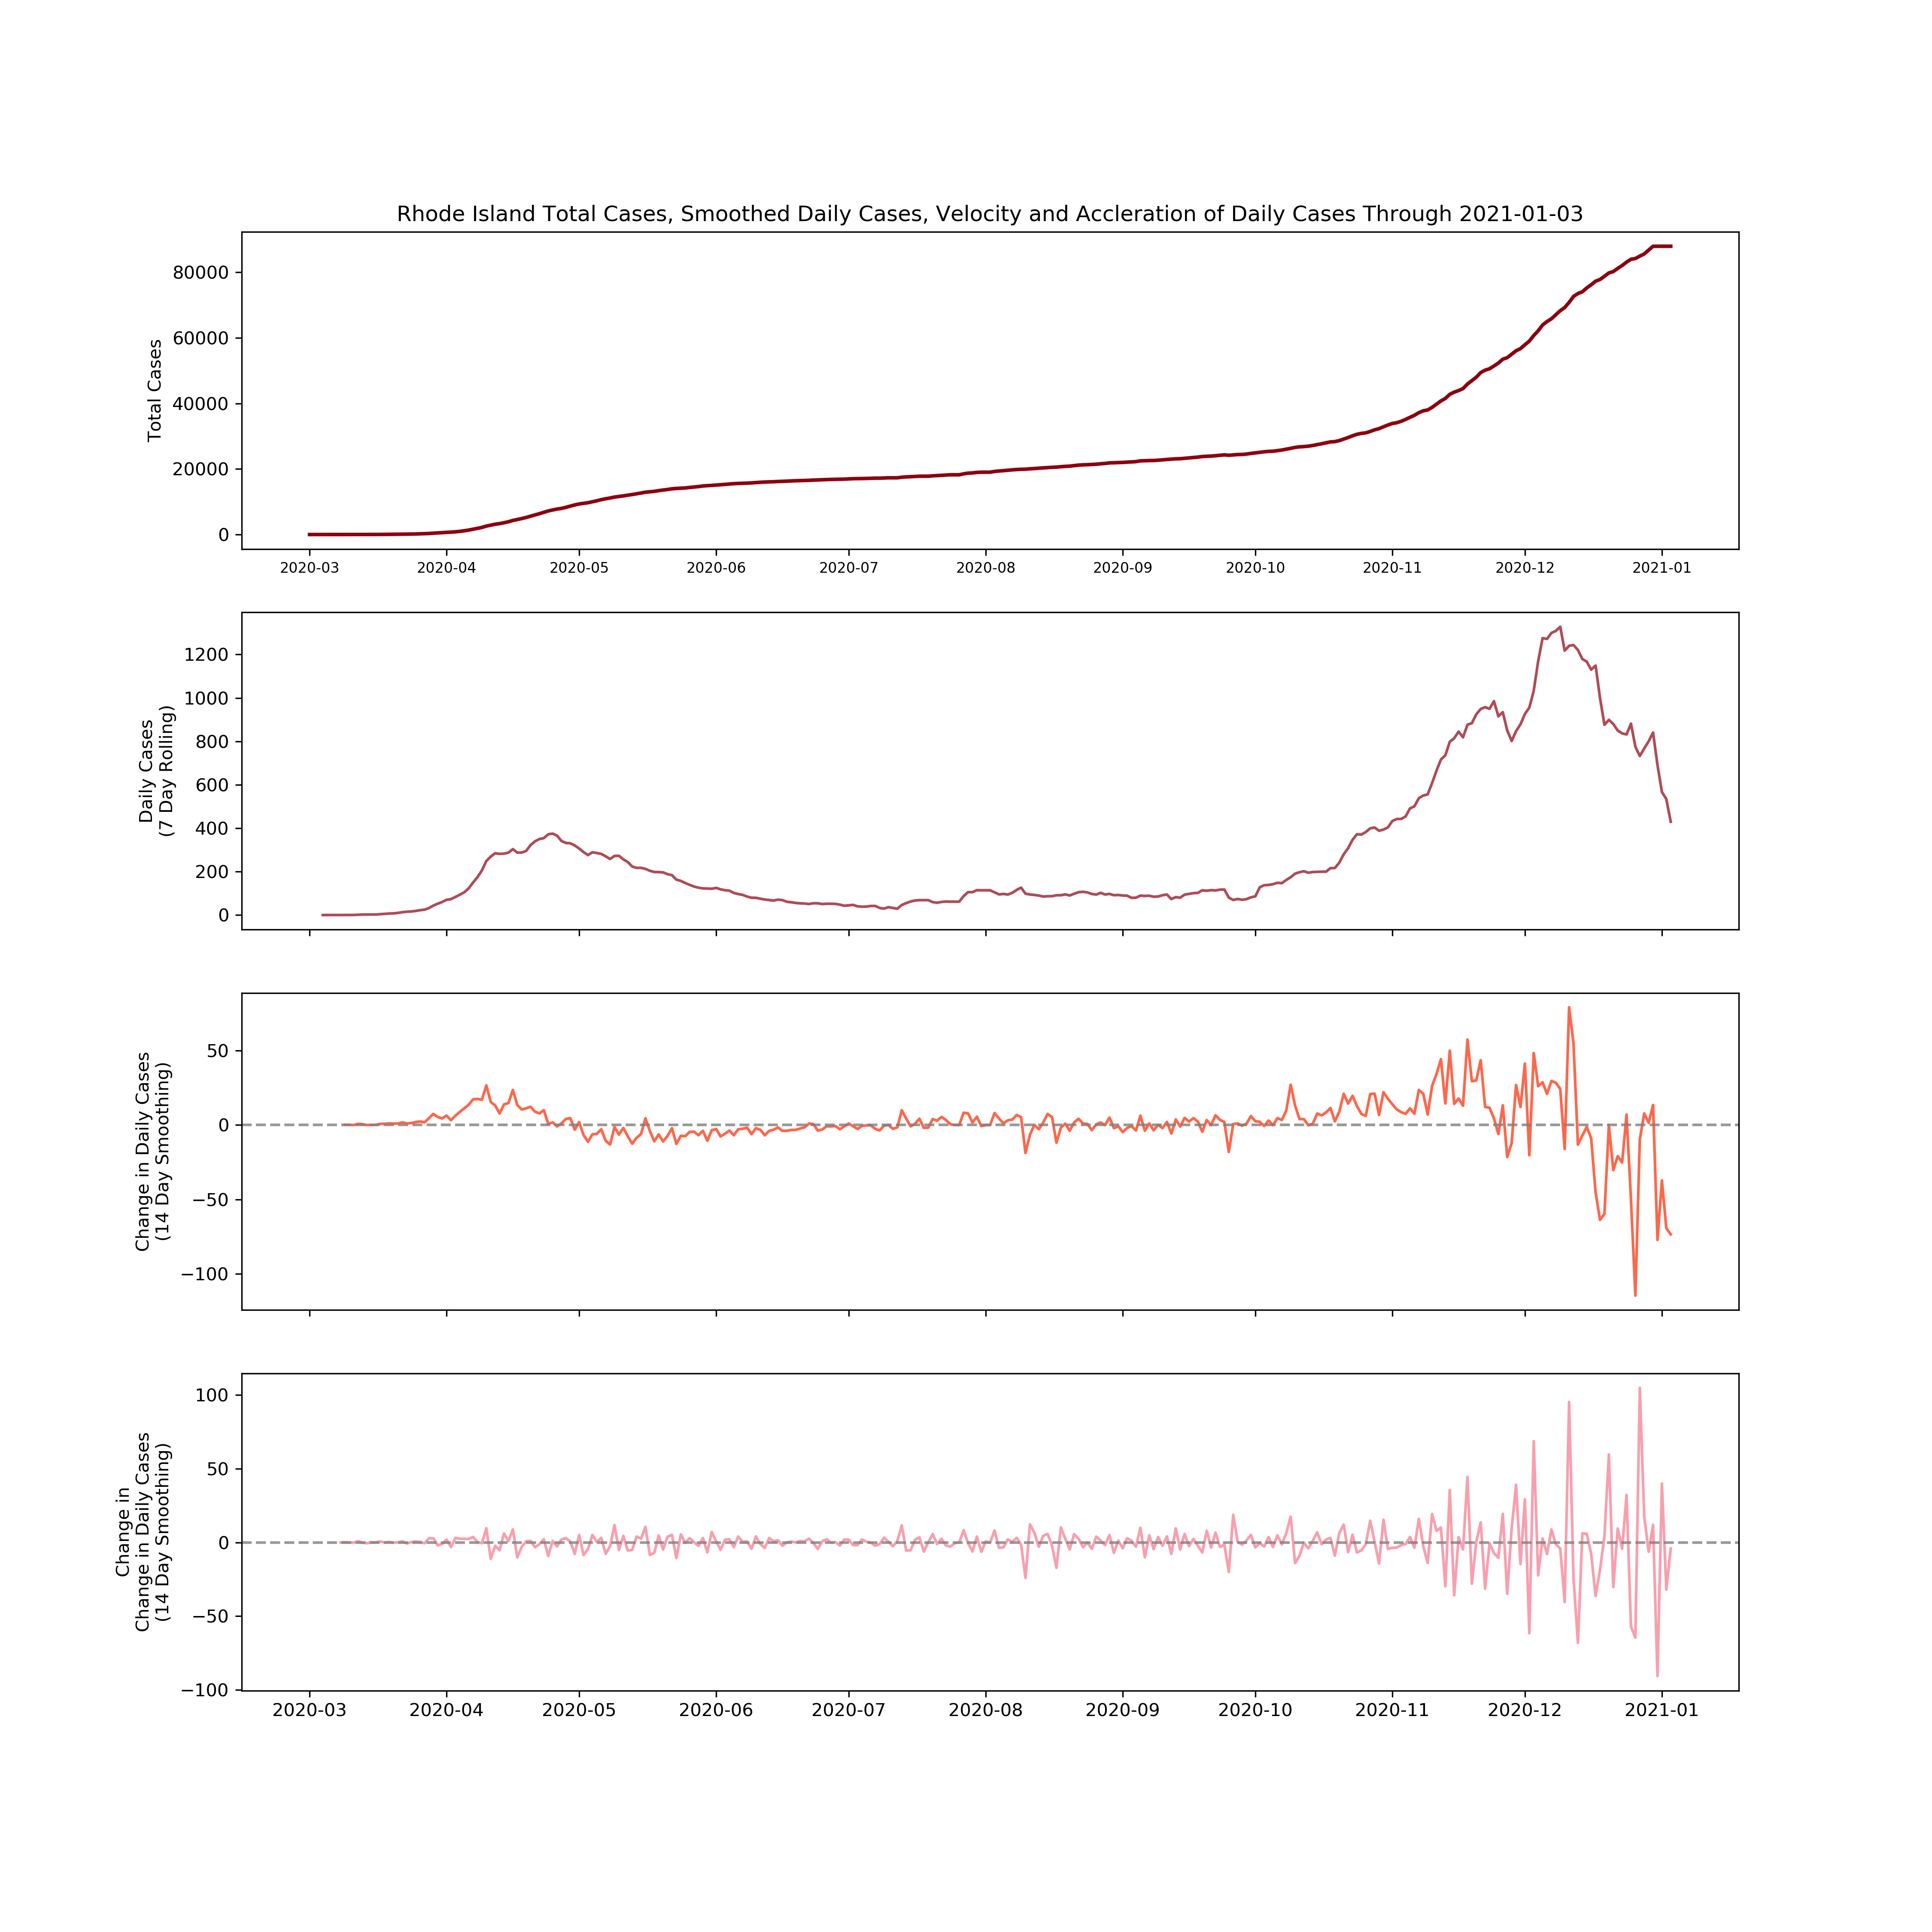 Rhode Island Total Cases, Smoothed Daily Cases, Velocity and Accleration of Daily Cases Through 2021-01-03
Total Cases
80000
60000
40000
20000
0
2020-03 2020-04 2020-05 2020-06 2020-07 2020-08 2020-09 2020-10 2020-11 2020-12 2021-01
Daily Cases
(7 Day Rolling)
1200
1000
800
600
400
200
0
Change in Daily Cases
(14 Day Smoothing)
50
0
−50
−100
Change in
Change in Daily Cases
(14 Day Smoothing)
100
50
0
−50
−100
2020-03 2020-04 2020-05 2020-06 2020-07 2020-08 2020-09 2020-10 2020-11 2020-12 2021-01